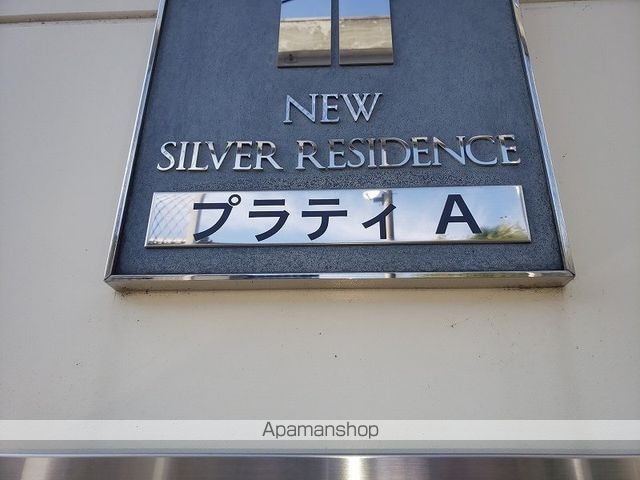 NEW
SILVER RESIDENCE
プラティ A
Apamanshop